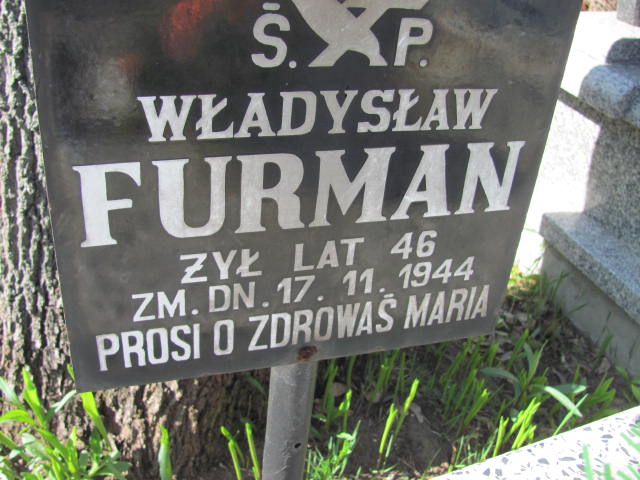 Ś. P.
WŁADYSŁAW
FURMAN
ŻYŁ LAT 46
ZM. DN. 17. 11. 1944
PROSI O ZDROWAŚ MARIA